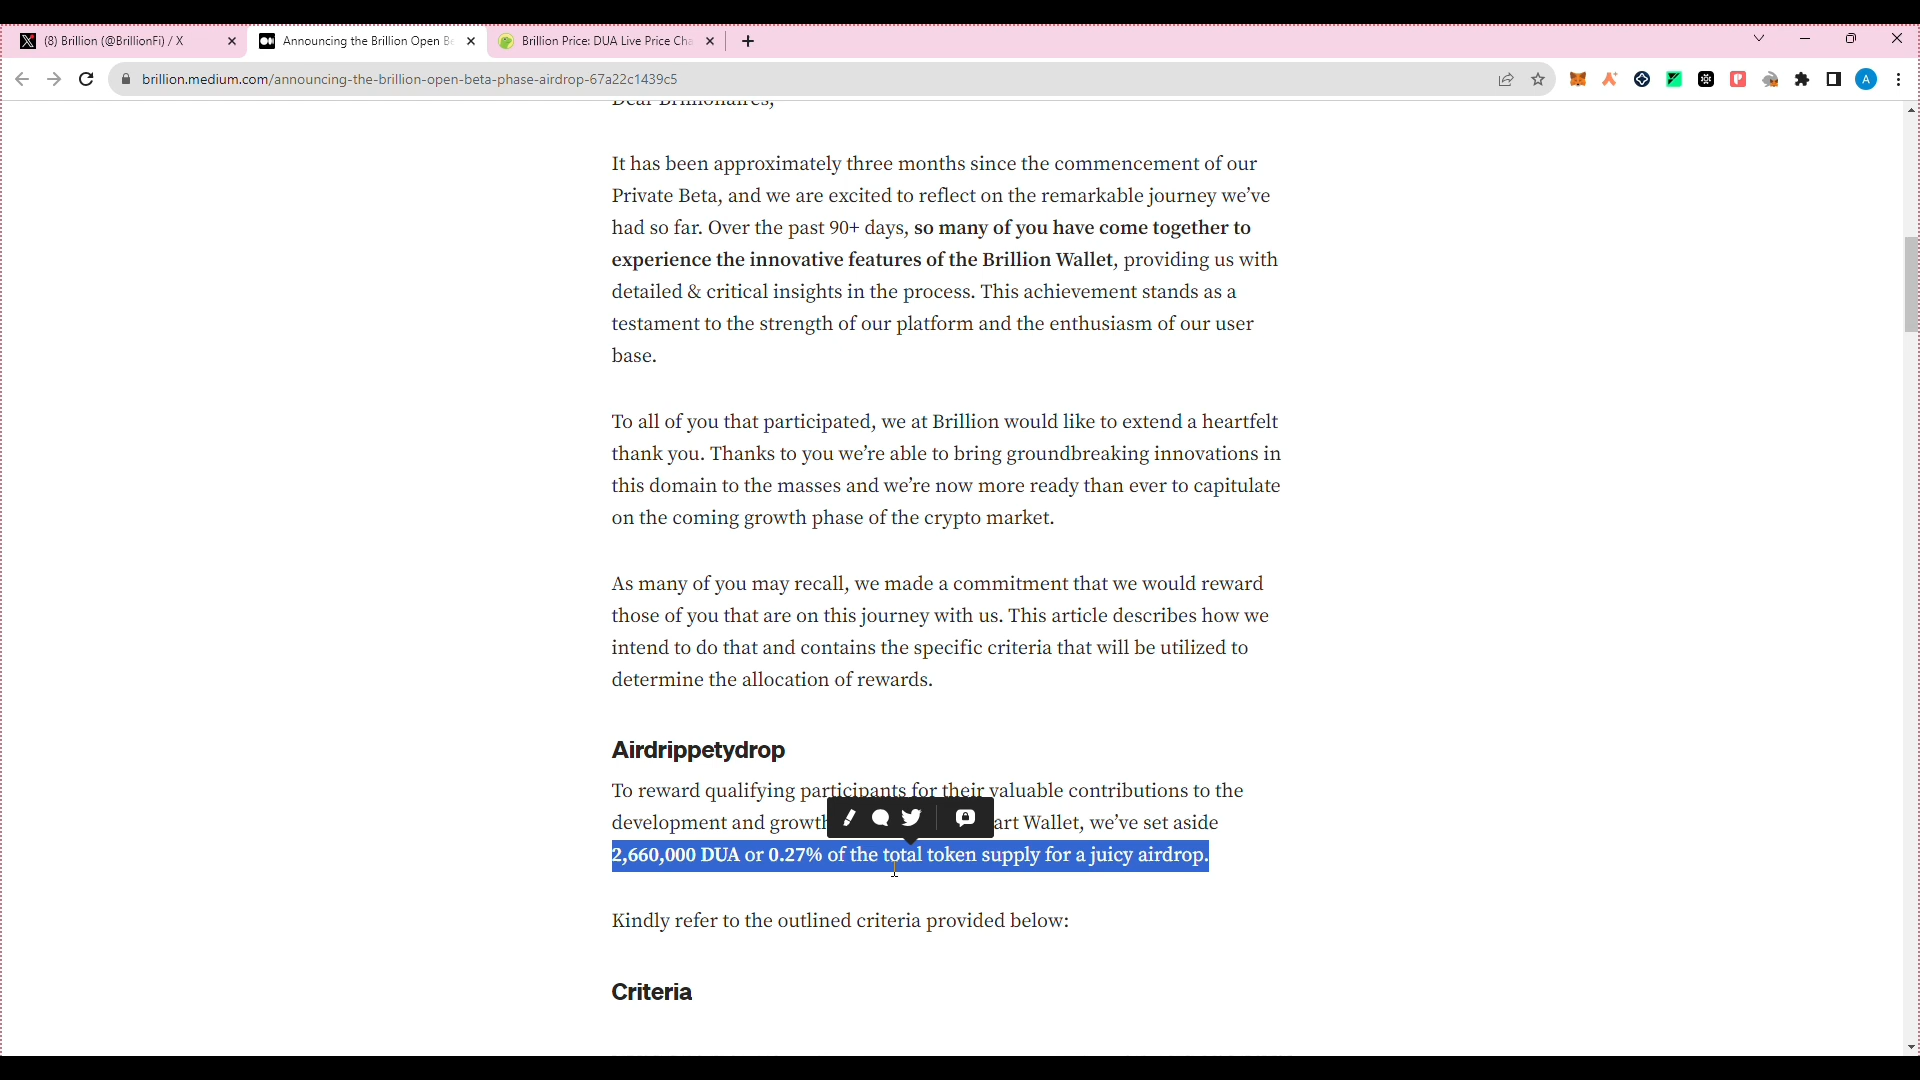 (8) Brillion (@BrillionFi) / X
Announcing the Brillion Open Be
Brillion Price: DUA Live Price Cha
brillion.medium.com/announcing-the-brillion-open-beta-phase-airdrop-67a22c1439c5
A
Dear Brillionaires,
It has been approximately three months since the commencement of our
Private Beta, and we are excited to reflect on the remarkable journey we’ve
had so far. Over the past 90+ days, so many of you have come together to
experience the innovative features of the Brillion Wallet, providing us with
detailed & critical insights in the process. This achievement stands as a
testament to the strength of our platform and the enthusiasm of our user
base.
To all of you that participated, we at Brillion would like to extend a heartfelt
thank you. Thanks to you we’re able to bring groundbreaking innovations in
this domain to the masses and we’re now more ready than ever to capitulate
on the coming growth phase of the crypto market.
As many of you may recall, we made a commitment that we would reward
those of you that are on this journey with us. This article describes how we
intend to do that and contains the specific criteria that will be utilized to
determine the allocation of rewards.
Airdrippetydrop
To reward qualifying participants for their valuable contributions to the
development and growth art Wallet, we’ve set aside
2,660,000 DUA or 0.27% of the total token supply for a juicy airdrop.
Kindly refer to the outlined criteria provided below:
Criteria